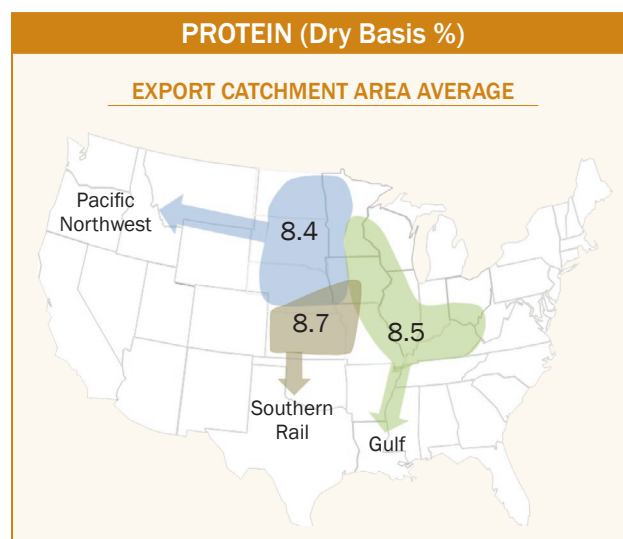 PROTEIN (Dry Basis %)
EXPORT CATCHMENT AREA AVERAGE
Pacific
Northwest
8.4
8.7
8.5
Southern
Rail
Gulf